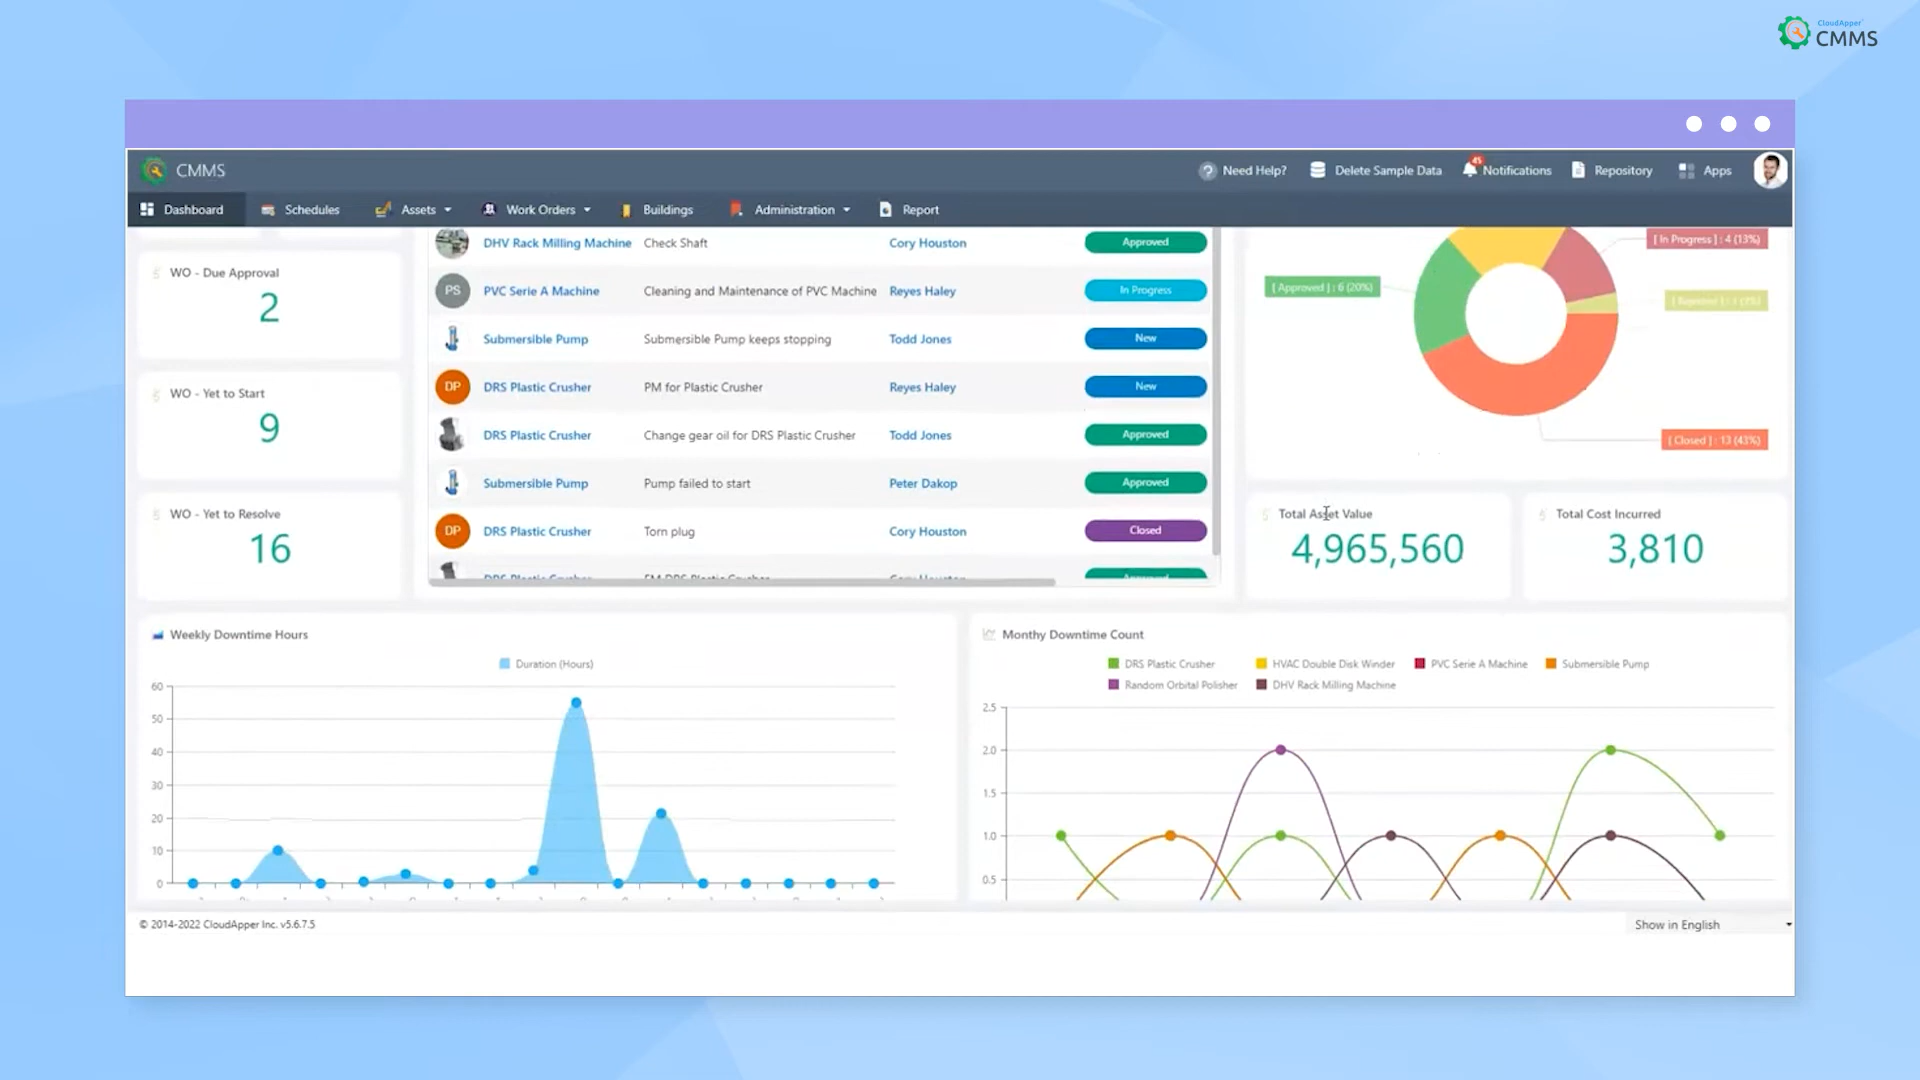 CloudApper
CMMS
CMMS
Need Help?
Delete Sample Data
45
Notifications
Repository
Apps
Dashboard
Schedules
Assets
Work Orders
Buildings
Administration
Report
WO - Due Approval
2
WO - Yet to Start
9
WO - Yet to Resolve
16
DHV Rack Milling Machine Check Shaft Cory Houston Approved
PS PVC Serie A Machine Cleaning and Maintenance of PVC Machine Reyes Haley In Progress
Submersible Pump Submersible Pump keeps stopping Todd Jones New
DP DRS Plastic Crusher PM for Plastic Crusher Reyes Haley New
DRS Plastic Crusher Change gear oil for DRS Plastic Crusher Todd Jones Approved
Submersible Pump Pump failed to start Peter Dakop Approved
DP DRS Plastic Crusher Torn plug Cory Houston Closed
[ In Progress ] : 4 (13%)
[ Approved ] : 6 (20%)
[ Closed ] : 13 (43%)
Total Asset Value
4,965,560
Total Cost Incurred
3,810
Weekly Downtime Hours
Duration (Hours)
60
50
40
30
20
10
0
Monthy Downtime Count
DRS Plastic Crusher HVAC Double Disk Winder PVC Serie A Machine Submersible Pump
Random Orbital Polisher DHV Rack Milling Machine
2.5
2.0
1.5
1.0
0.5
© 2014-2022 CloudApper Inc. v5.6.7.5
Show in English